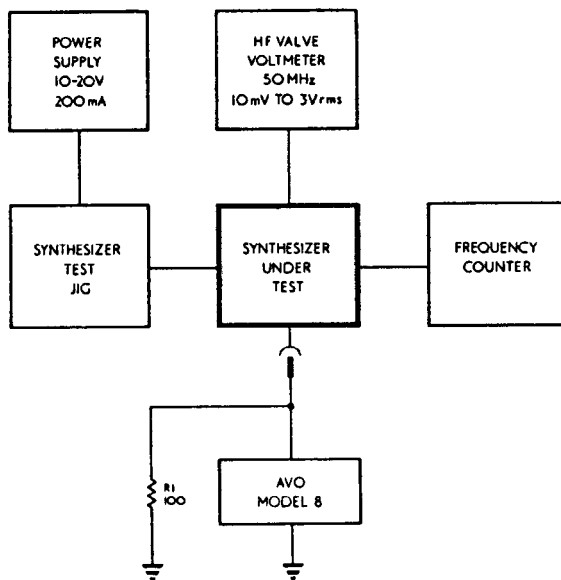 POWER
SUPPLY
10-20V
200mA
HF VALVE
VOLTMETER
50MHz
10mV TO 3Vrms
SYNTHESIZER
TEST
JIG
SYNTHESIZER
UNDER
TEST
FREQUENCY
COUNTER
R1
100
AVO
MODEL 8